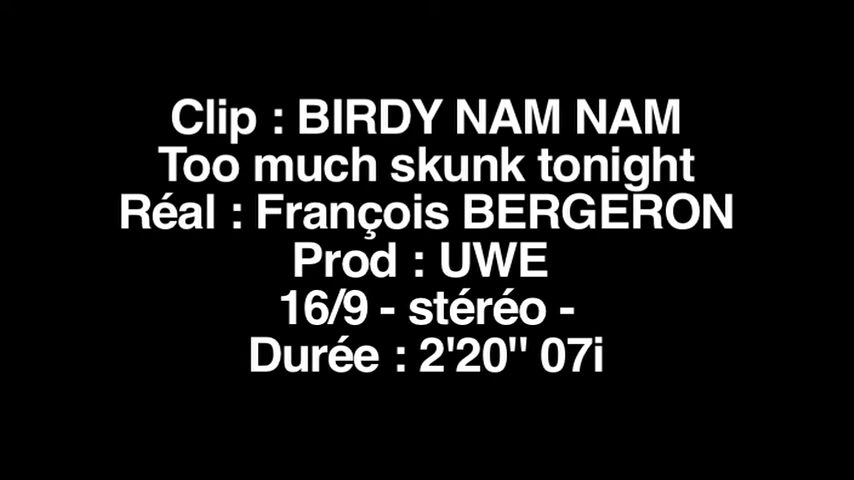 Clip : BIRDY NAM NAM
Too much skunk tonight
Réal : François BERGERON
Prod : UWE
16/9 - stéréo -
Durée : 2'20" 07i